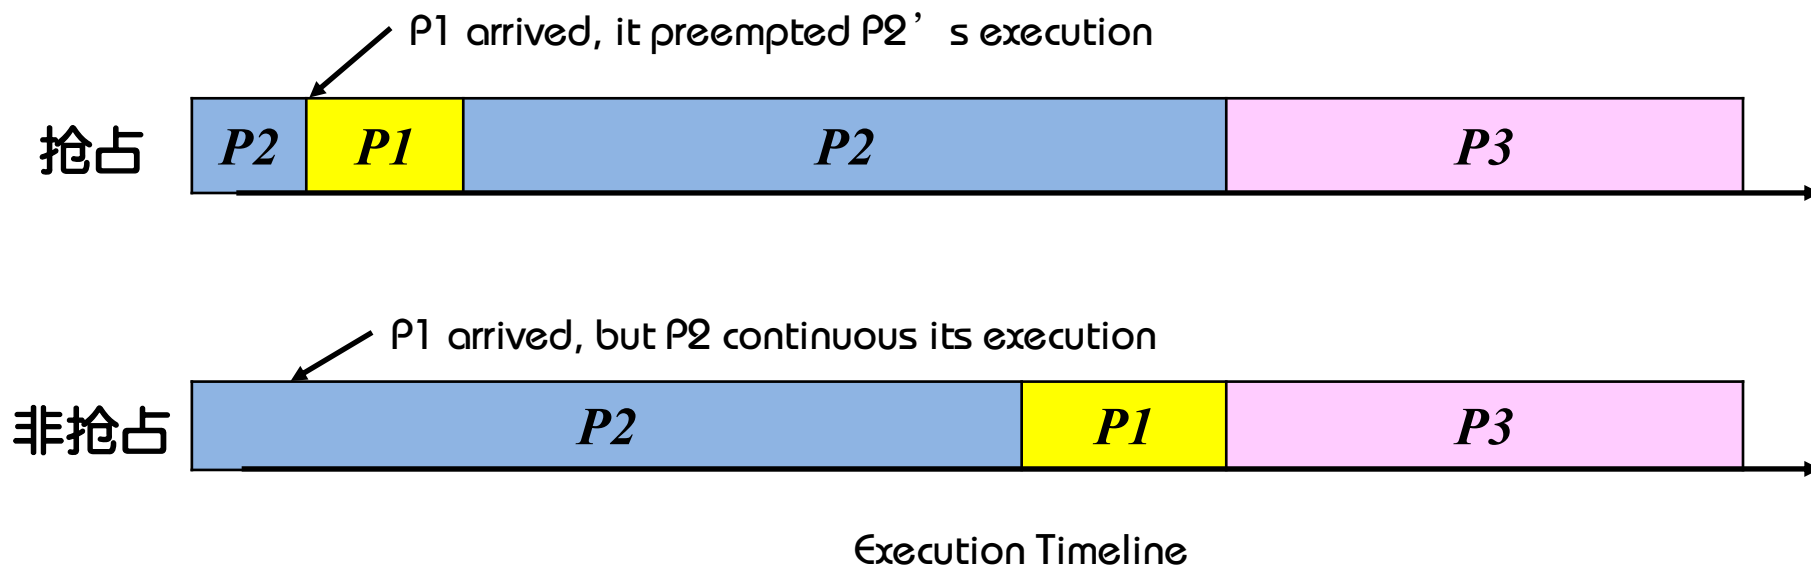 P1 arrived, it preempted P2’s execution
抢占 P2 P1 P2 P3
P1 arrived, but P2 continuous its execution
非抢占 P2 P1 P3
Execution Timeline